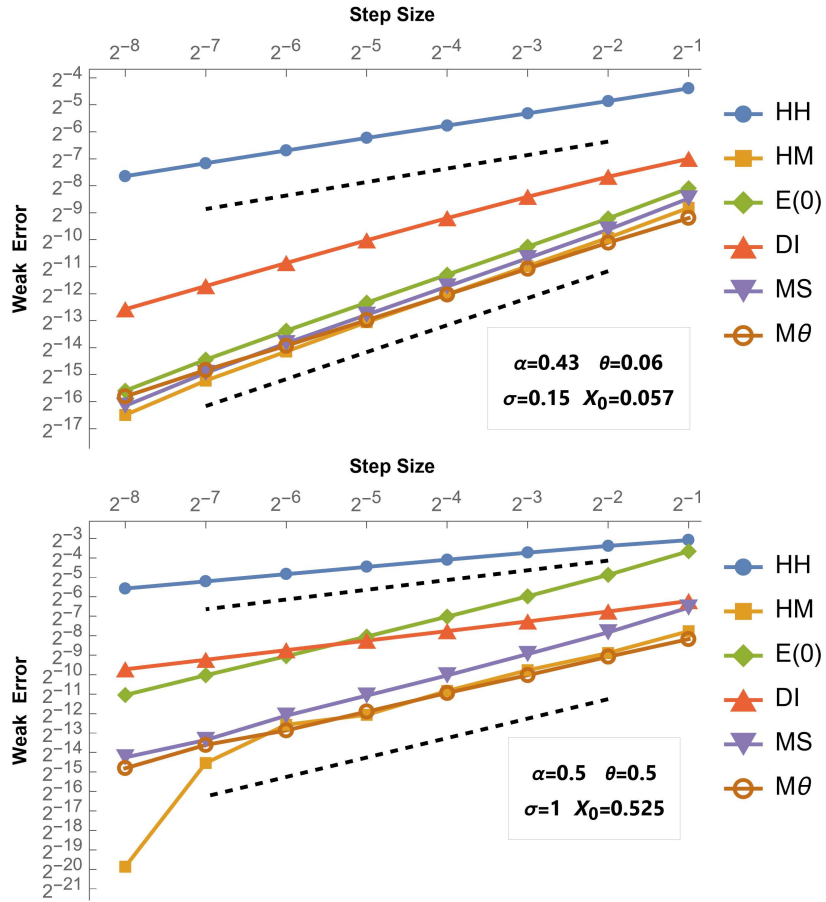 Step Size
2⁻⁸ 2⁻⁷ 2⁻⁶ 2⁻⁵ 2⁻⁴ 2⁻³ 2⁻² 2⁻¹
Weak Error
2⁻⁴
2⁻⁵
2⁻⁶
2⁻⁷
2⁻⁸
2⁻⁹
2⁻¹⁰
2⁻¹¹
2⁻¹²
2⁻¹³
2⁻¹⁴
2⁻¹⁵
2⁻¹⁶
2⁻¹⁷
HH
HM
E(0)
DI
MS
Mθ
α=0.43 θ=0.06
σ=0.15 X₀=0.057
Step Size
2⁻⁸ 2⁻⁷ 2⁻⁶ 2⁻⁵ 2⁻⁴ 2⁻³ 2⁻² 2⁻¹
Weak Error
2⁻³
2⁻⁴
2⁻⁵
2⁻⁶
2⁻⁷
2⁻⁸
2⁻⁹
2⁻¹⁰
2⁻¹¹
2⁻¹²
2⁻¹³
2⁻¹⁴
2⁻¹⁵
2⁻¹⁶
2⁻¹⁷
2⁻¹⁸
2⁻¹⁹
2⁻²⁰
2⁻²¹
HH
HM
E(0)
DI
MS
Mθ
α=0.5 θ=0.5
σ=1 X₀=0.525